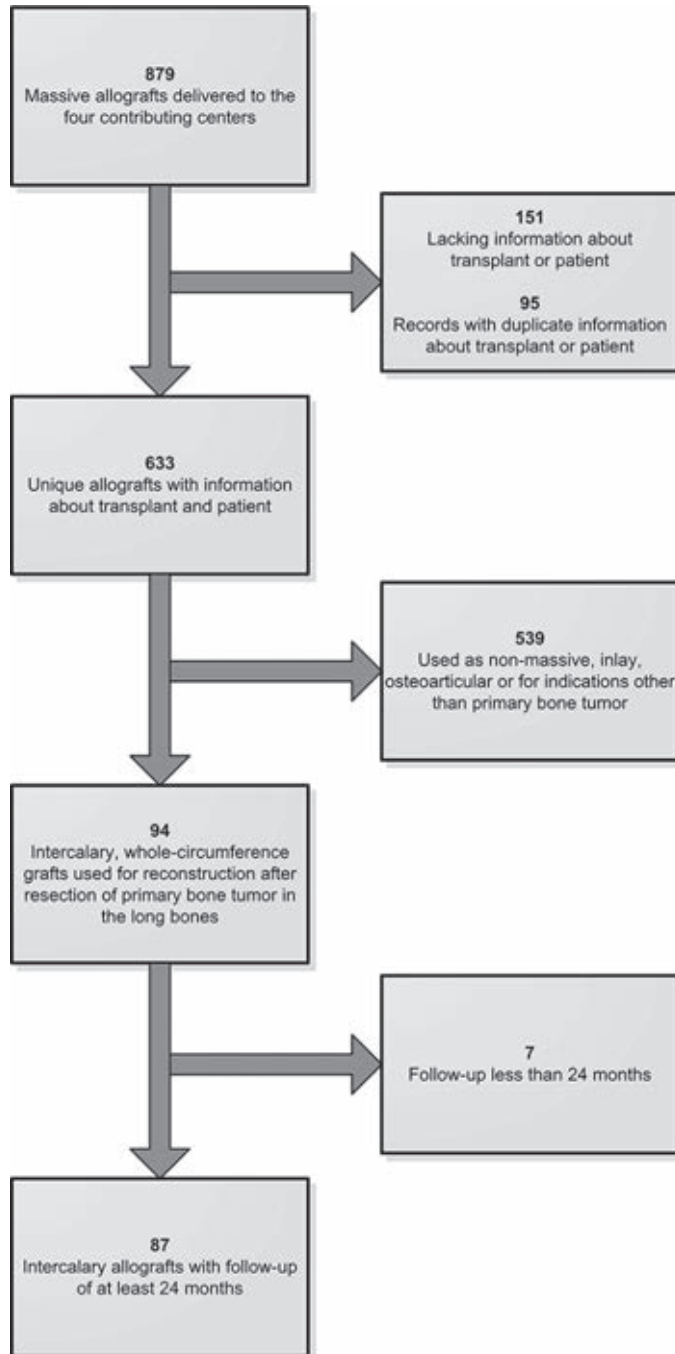 879
Massive allografts delivered to the
four contributing centers
151
Lacking information about
transplant or patient
95
Records with duplicate information
about transplant or patient
633
Unique allografts with information
about transplant and patient
539
Used as non-massive, inlay,
osteoarticular or for indications other
than primary bone tumor
94
Intercalary, whole-circumference
grafts used for reconstruction after
resection of primary bone tumor in
the long bones
7
Follow-up less than 24 months
87
Intercalary allografts with follow-up
of at least 24 months